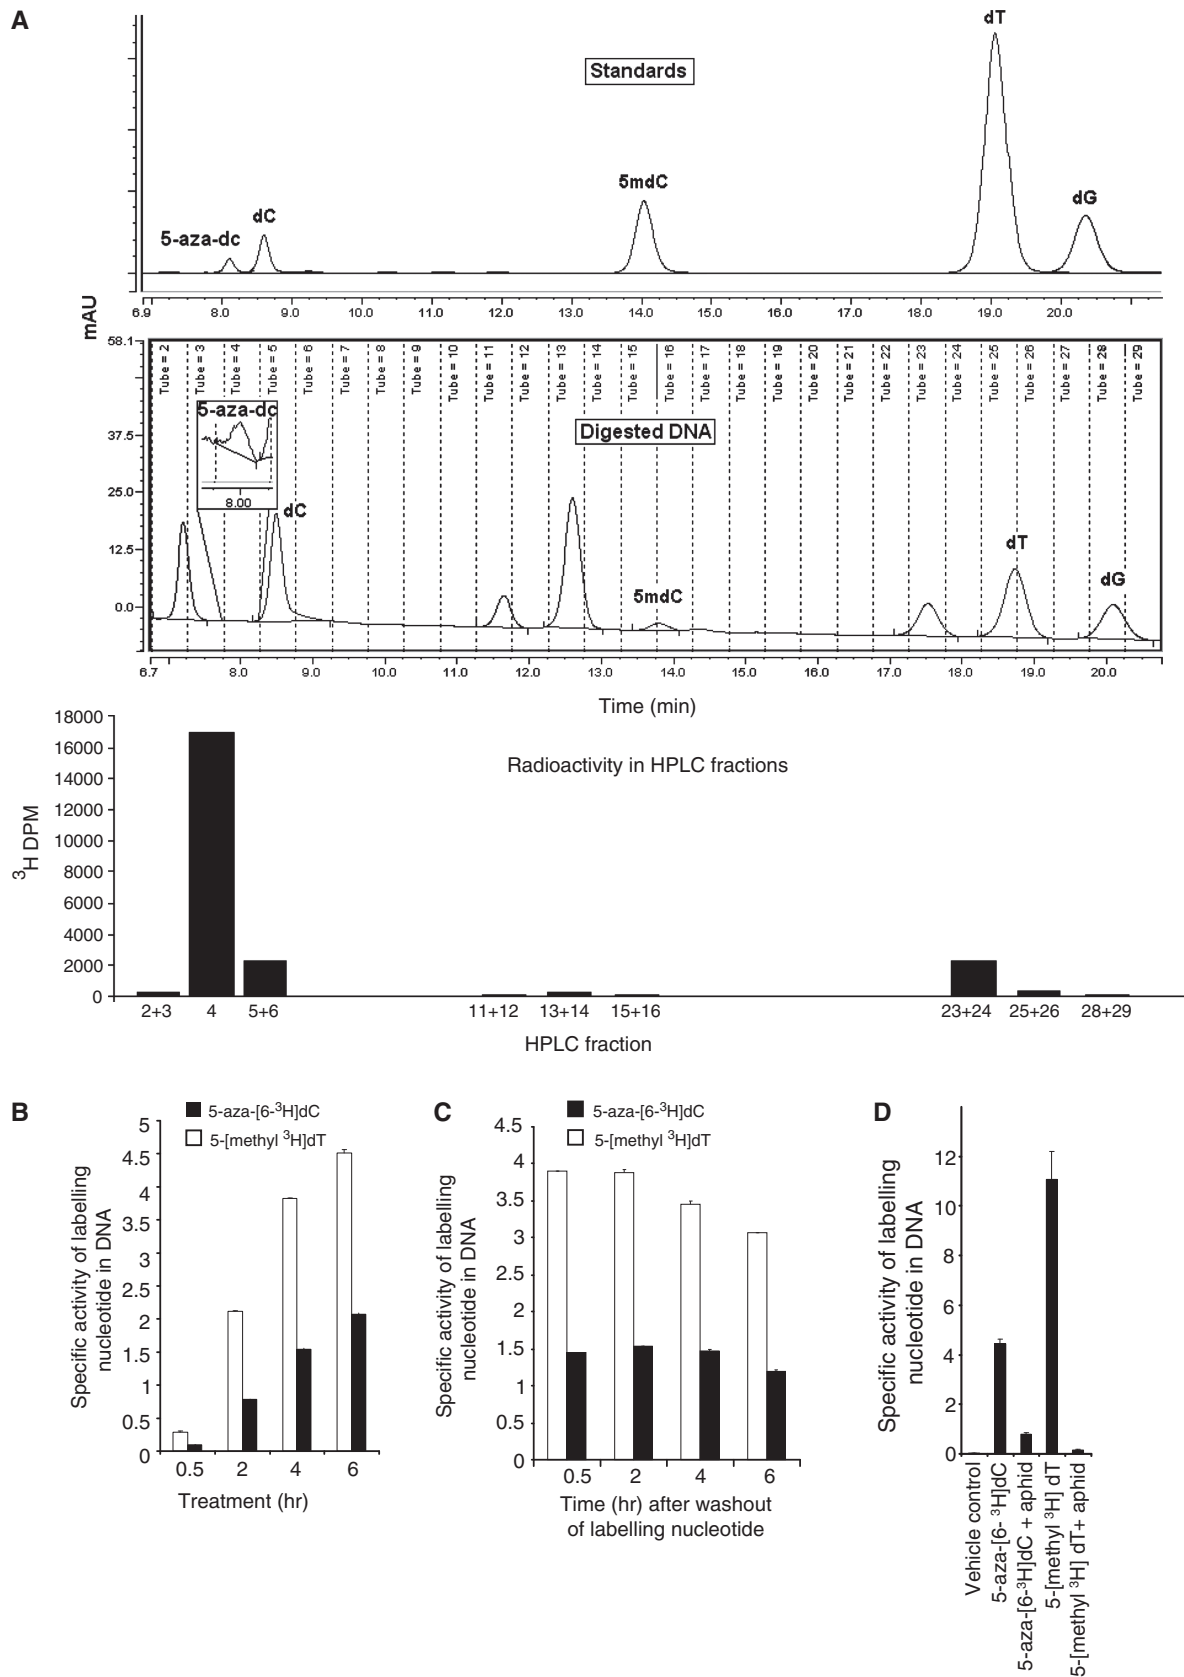 A
Standards
5-aza-dc
dC
5mdC
dT
dG
6.9 8.0 9.0 10.0 11.0 12.0 13.0 14.0 15.0 16.0 17.0 18.0 19.0 20.0
mAU
58.1
37.5
25.0
12.5
0.0
Tube = 2
Tube = 3
Tube = 4
Tube = 5
Tube = 6
Tube = 7
Tube = 8
Tube = 9
Tube = 10
Tube = 11
Tube = 12
Tube = 13
Tube = 14
Tube = 15
Tube = 16
Tube = 17
Tube = 18
Tube = 19
Tube = 20
Tube = 21
Tube = 22
Tube = 23
Tube = 24
Tube = 25
Tube = 26
Tube = 27
Tube = 28
Tube = 29
5-aza-dc
8.00
Digested DNA
dC
5mdC
dT
dG
6.7 8.0 9.0 10.0 11.0 12.0 13.0 14.0 15.0 16.0 17.0 18.0 19.0 20.0
Time (min)
Radioactivity in HPLC fractions
³H DPM
18000
16000
14000
12000
10000
8000
6000
4000
2000
0
2+3 4 5+6 11+12 13+14 15+16 23+24 25+26 28+29
HPLC fraction
B
5-aza-[6-³H]dC
5-[methyl ³H]dT
Specific activity of labelling
nucleotide in DNA
5
4.5
4
3.5
3
2.5
2
1.5
1
0.5
0
0.5 2 4 6
Treatment (hr)
C
5-aza-[6-³H]dC
5-[methyl ³H]dT
Specific activity of labelling
nucleotide in DNA
4.5
4
3.5
3
2.5
2
1.5
1
0.5
0
0.5 2 4 6
Time (hr) after washout
of labelling nucleotide
D
Specific activity of labelling
nucleotide in DNA
12
10
8
6
4
2
0
Vehicle control
5-aza-[6-³H]dC
5-aza-[6-³H]dC + aphid
5-[methyl ³H] dT
5-[methyl ³H] dT+ aphid